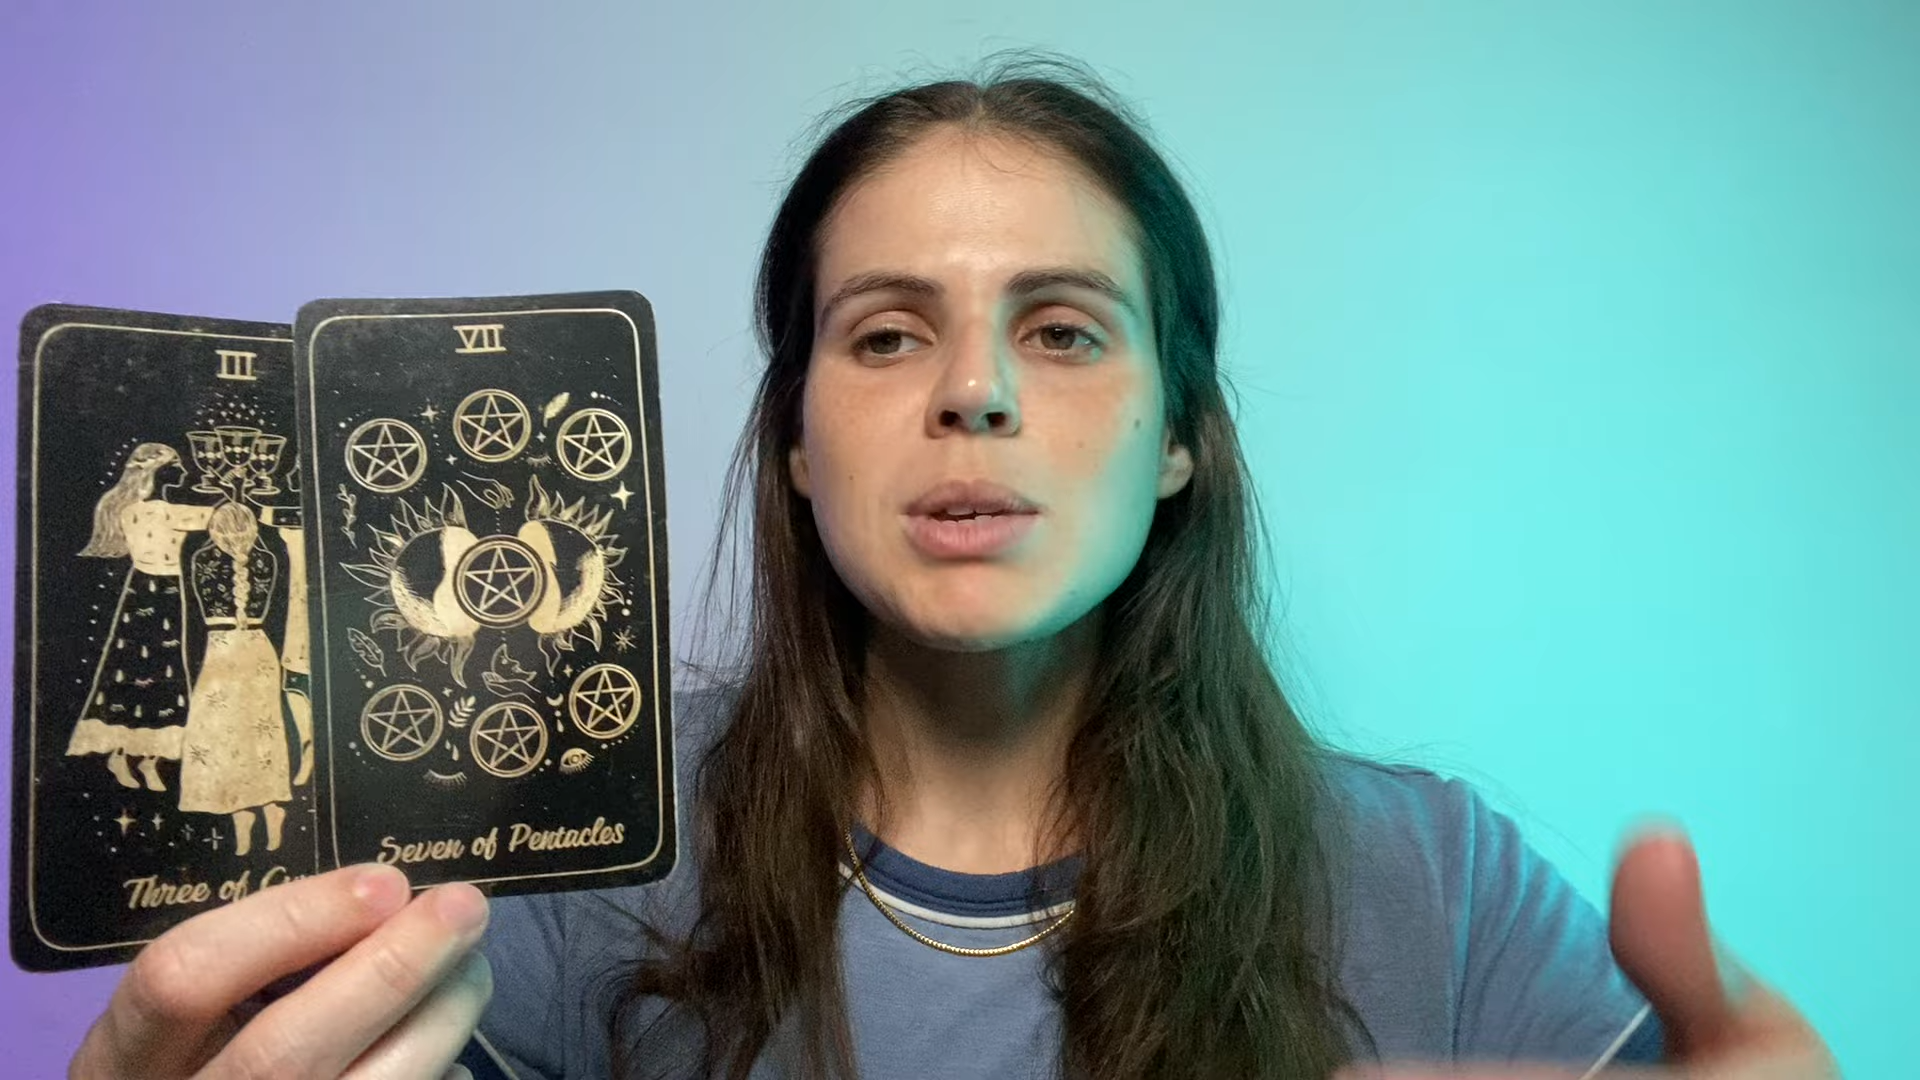 III
Three of
VII
Seven of Pentacles